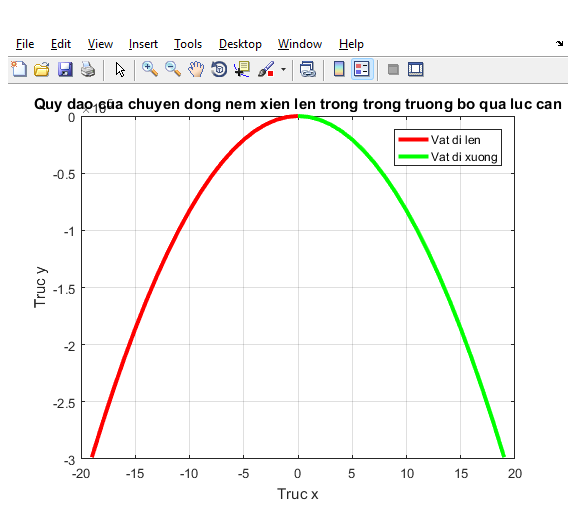 File Edit View Insert Tools Desktop Window Help
Quy dao cua chuyen dong nem xien len trong trong truong bo qua luc can
0
-0.5
-1
-1.5
-2
-2.5
-3
Truc y
Vat di len
Vat di xuong
-20 -15 -10 -5 0 5 10 15 20
Truc x